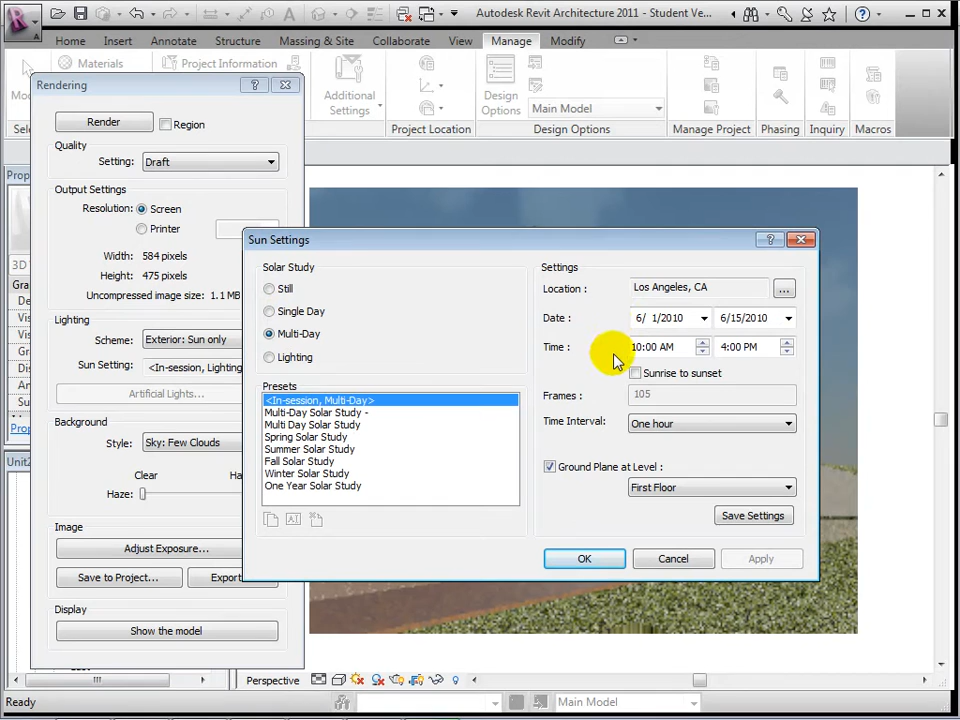 Autodesk Revit Architecture 2011 - Student Ve...
Home Insert Annotate Structure Massing & Site Collaborate View Manage Modify
Materials Project Information
Additional Settings
Design Options
Main Model
Project Location Design Options Manage Project Phasing Inquiry Macros
Rendering
Render Region
Quality
Setting: Draft
Output Settings
Resolution: Screen
Printer
Width: 584 pixels
Height: 475 pixels
Uncompressed image size: 1.1 MB
Lighting
Scheme: Exterior: Sun only
Sun Setting: <In-session, Lighting
Artificial Lights...
Background
Style: Sky: Few Clouds
Clear
Haze:
Image
Adjust Exposure...
Save to Project... Export
Display
Show the model
Sun Settings
Solar Study
Still
Single Day
Multi-Day
Lighting
Presets
<In-session, Multi-Day>
Multi-Day Solar Study -
Multi Day Solar Study
Spring Solar Study
Summer Solar Study
Fall Solar Study
Winter Solar Study
One Year Solar Study
Settings
Location: Los Angeles, CA ...
Date : 6/ 1/2010 6/15/2010
Time : 10:00 AM 4:00 PM
Sunrise to sunset
Frames : 105
Time Interval: One hour
Ground Plane at Level :
First Floor
Save Settings
OK Cancel Apply
Perspective
Ready
Main Model